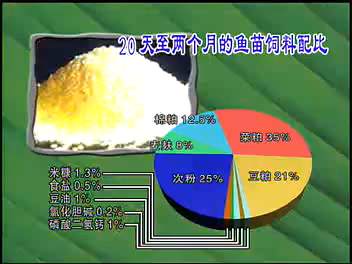 20天至两个月的鱼苗饲料配比
棉粕 12.5%
菜粕 35%
麦麸 8%
次粉 25%
豆粕 21%
米糠 1.3%
食盐 0.5%
豆油 1%
氯化胆碱 0.2%
磷酸二氢钙 1%